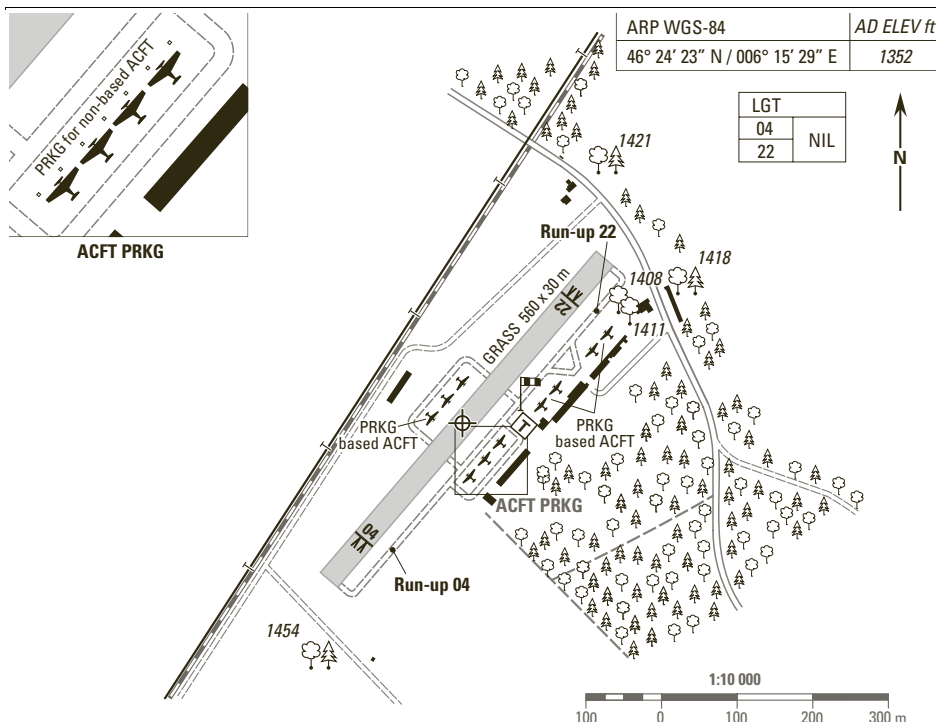 PRKG for non-based ACFT
ACFT PRKG
ARP WGS-84
AD ELEV ft
46° 24’ 23” N / 006° 15’ 29” E
1352
LGT
04
22
NIL
N
1421
Run-up 22
1418
1408
1411
GRASS 560 x 30 m
22
PRKG
based ACFT
T
PRKG
based ACFT
ACFT PRKG
04
Run-up 04
1454
1:10 000
100 0 100 200 300 m